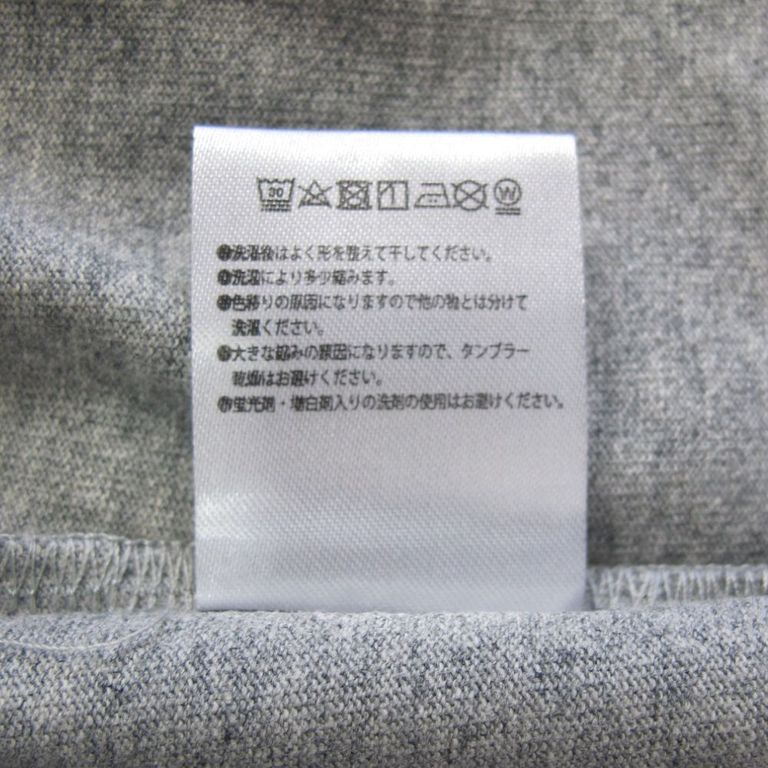 30
W
●洗濯後はよく形を整えて干してください。
●洗濯により多少縮みます。
●色移りの原因になりますので他の物とは分けて
洗濯ください。
●大きな縮みの原因になりますので、タンブラー
乾燥はお避けください。
●蛍光剤・増白剤入りの洗剤の使用はお避けください。